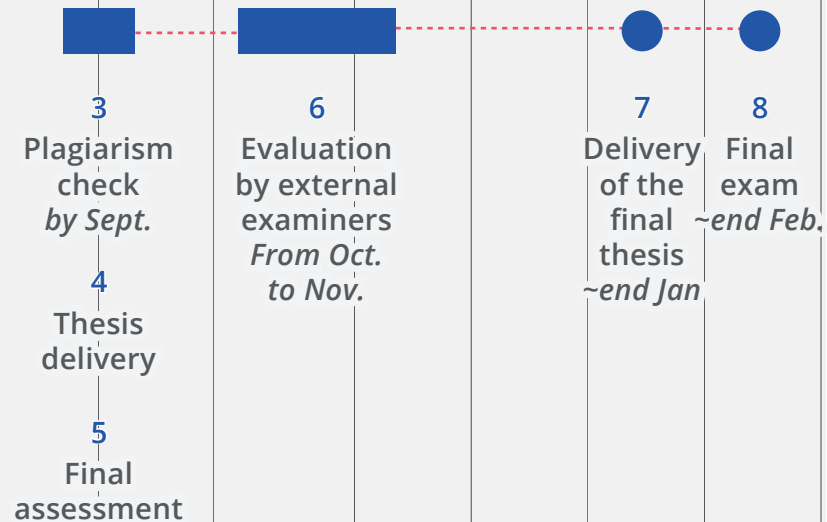 3
Plagiarism
check
by Sept.
4
Thesis
delivery
5
Final
assessment
6
Evaluation
by external
examiners
From Oct.
to Nov.
7
Delivery
of the
final
thesis
~end Jan
8
Final
exam
~end Feb.